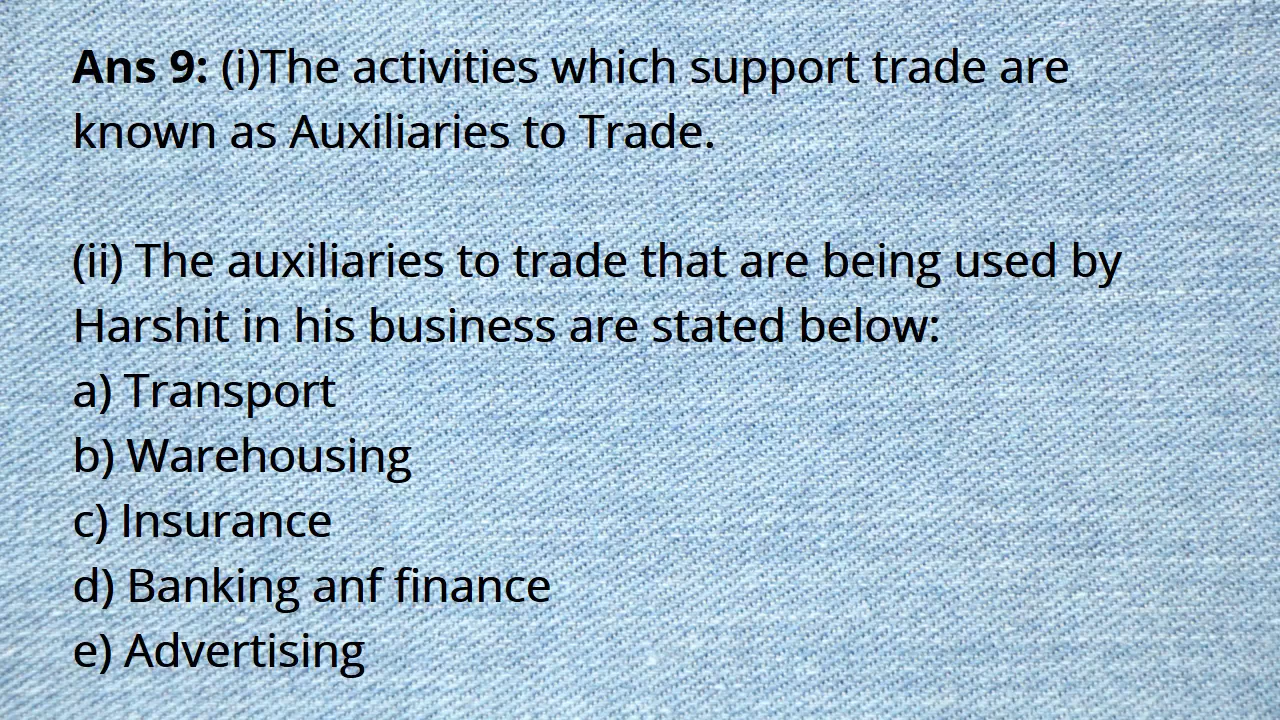 Ans 9: (i)The activities which support trade are
known as Auxiliaries to Trade.
(ii) The auxiliaries to trade that are being used by
Harshit in his business are stated below:
a) Transport
b) Warehousing
c) Insurance
d) Banking anf finance
e) Advertising